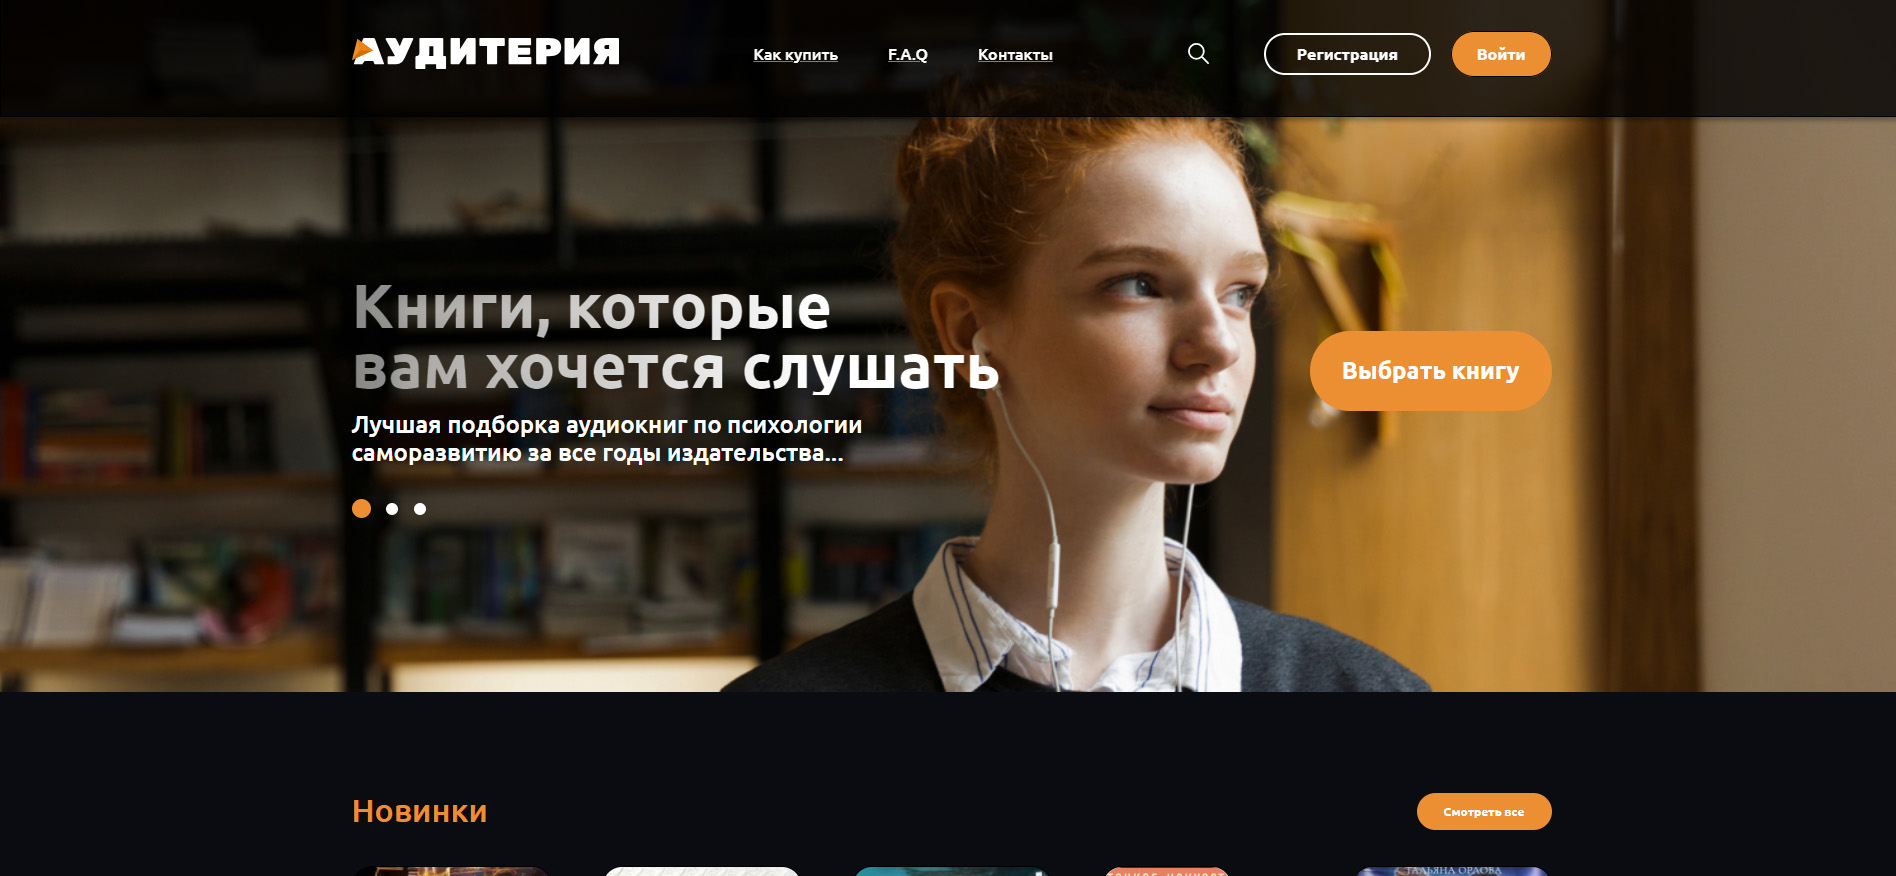 АУДИТЕРИЯ
Как купить
F.A.Q
Контакты
Регистрация
Войти
Книги, которые
вам хочется слушать
Лучшая подборка аудиокниг по психологии
саморазвитию за все годы издательства...
Выбрать книгу
Новинки
Смотреть все
ТАТЬЯНА ОРЛОВА